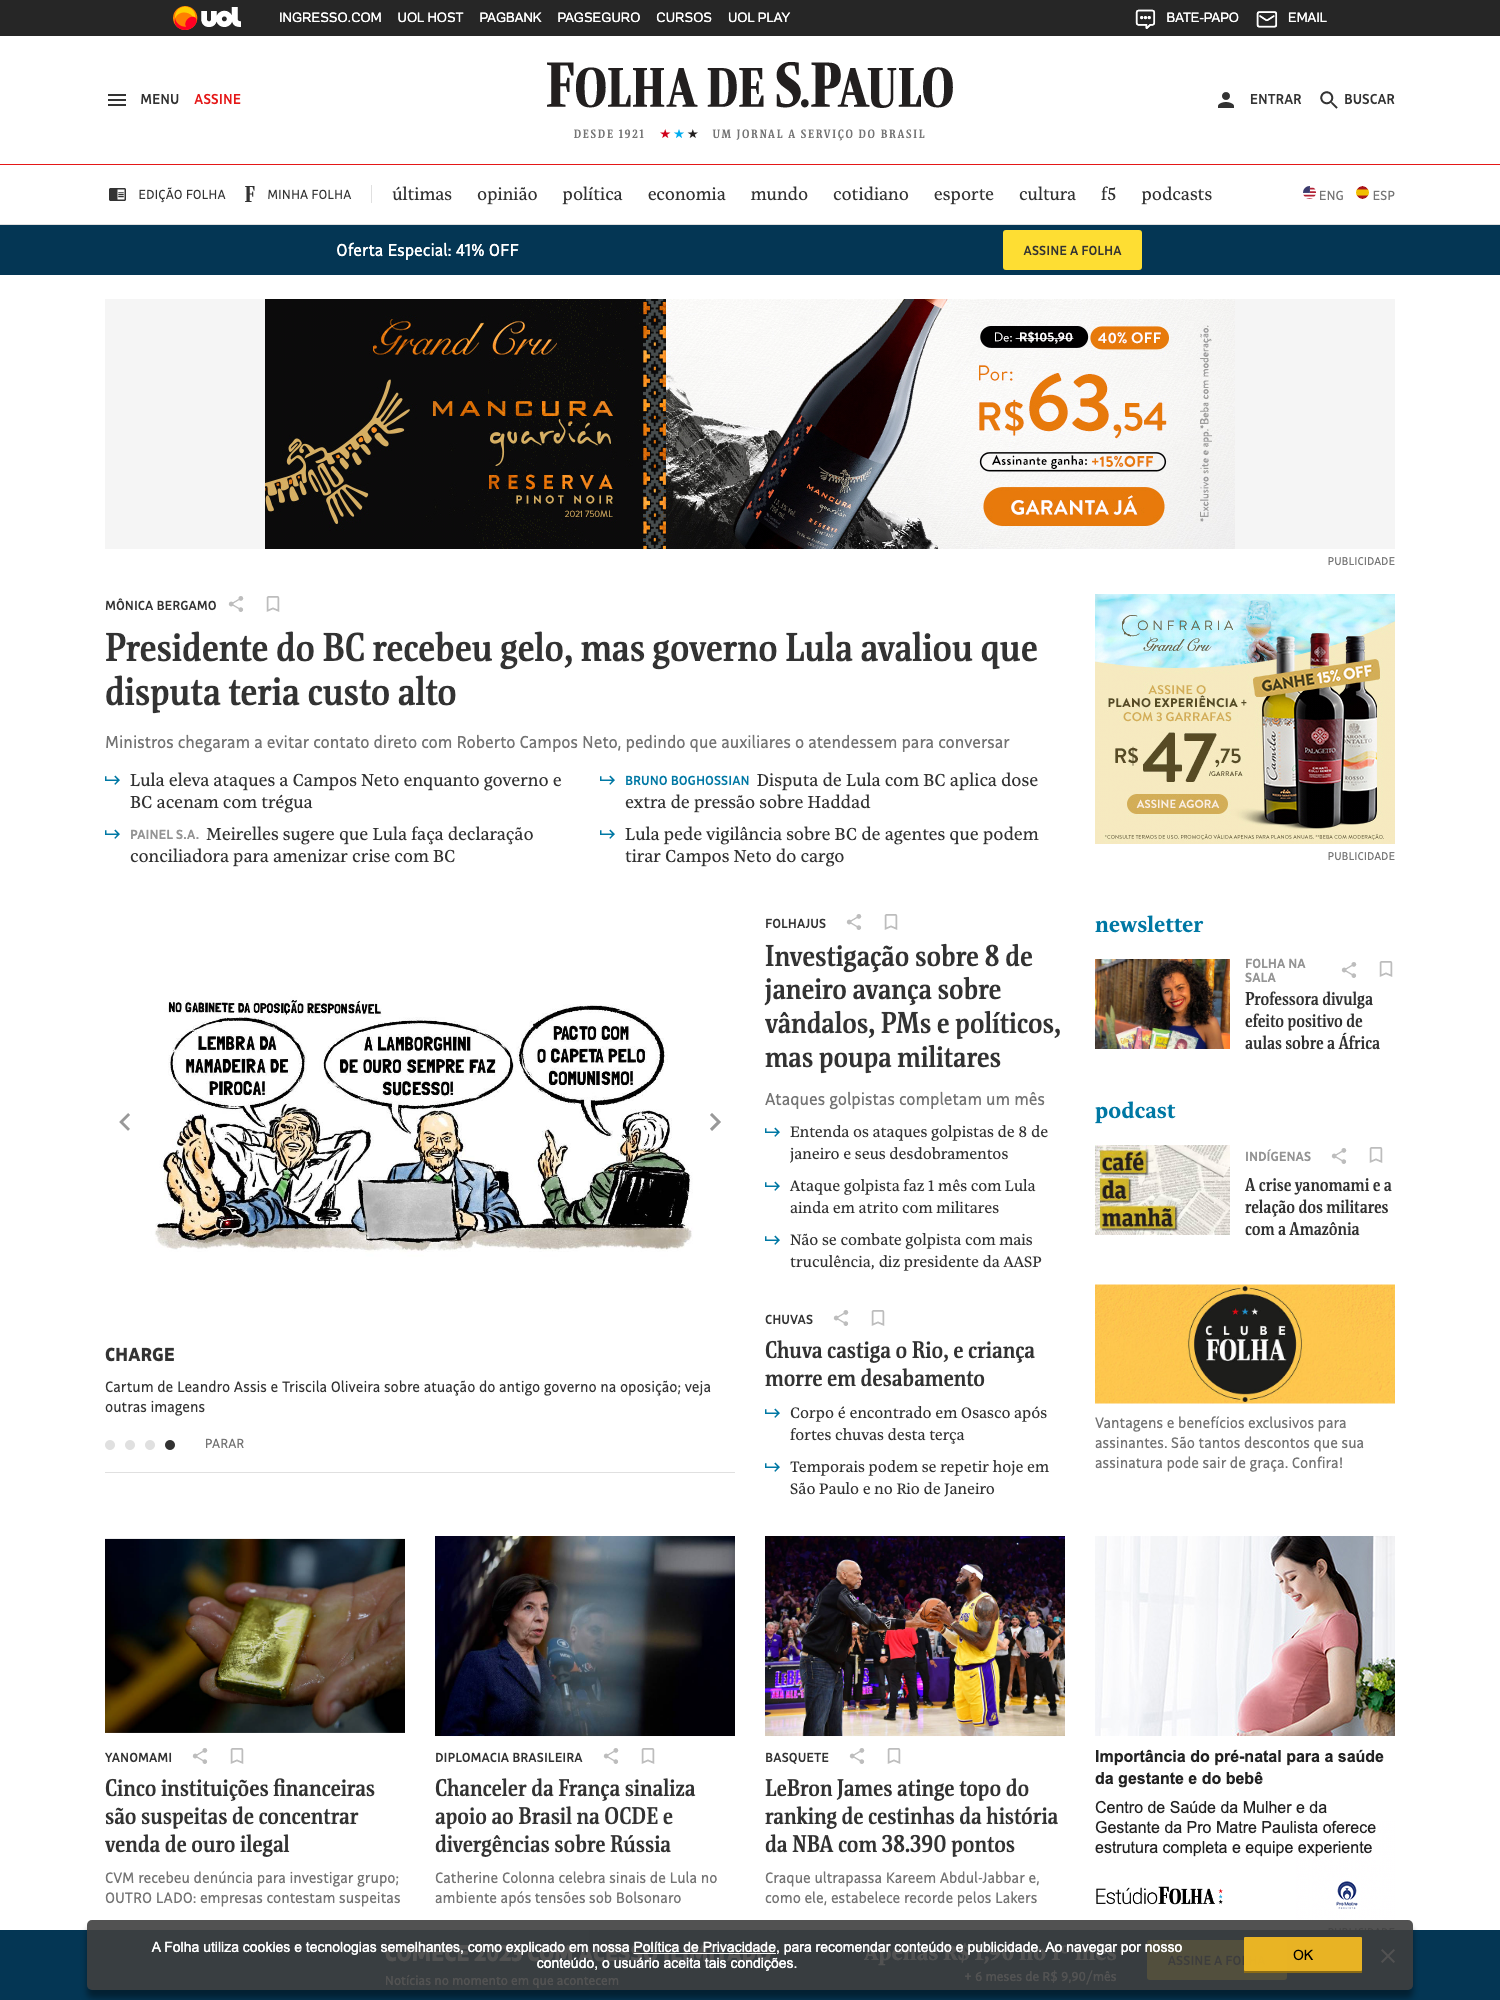 uol INGRESSO.COM UOL HOST PAGBANK PAGSEGURO CURSOS UOL PLAY BATE-PAPO EMAIL
MENU ASSINE
FOLHA DE S.PAULO
DESDE 1921 ★★★ UM JORNAL A SERVIÇO DO BRASIL
ENTRAR BUSCAR
EDIÇÃO FOLHA F MINHA FOLHA últimas opinião política economia mundo cotidiano esporte cultura f5 podcasts ENG ESP
Oferta Especial: 41% OFF ASSINE A FOLHA
Grand Cru
MANCURA
guardián
RESERVA
PINOT NOIR
2021 750ML
MANCURA
guardián
RESERVA
De: R$105,90 40% OFF
Por:
R$63,54
Assinante ganha: +15%OFF
GARANTA JÁ
*Exclusivo site e app. *Beba com moderação.
PUBLICIDADE
MÔNICA BERGAMO
Presidente do BC recebeu gelo, mas governo Lula avaliou que
disputa teria custo alto
Ministros chegaram a evitar contato direto com Roberto Campos Neto, pedindo que auxiliares o atendessem para conversar
Lula eleva ataques a Campos Neto enquanto governo e
BC acenam com trégua
PAINEL S.A. Meirelles sugere que Lula faça declaração
conciliadora para amenizar crise com BC
BRUNO BOGHOSSIAN Disputa de Lula com BC aplica dose
extra de pressão sobre Haddad
Lula pede vigilância sobre BC de agentes que podem
tirar Campos Neto do cargo
CONFRARIA
Grand Cru
GANHE 15% OFF
ASSINE O
PLANO EXPERIÊNCIA +
COM 3 GARRAFAS
R$47,75
/GARRAFA
ASSINE AGORA
*CONSULTE TERMOS DE USO. PROMOÇÃO VÁLIDA APENAS PARA PLANOS ANUAIS. **BEBA COM MODERAÇÃO.
PUBLICIDADE
NO GABINETE DA OPOSIÇÃO RESPONSÁVEL
LEMBRA DA
MAMADEIRA DE
PIROCA!
A LAMBORGHINI
DE OURO SEMPRE FAZ
SUCESSO!
PACTO COM
O CAPETA PELO
COMUNISMO!
CHARGE
Cartum de Leandro Assis e Triscila Oliveira sobre atuação do antigo governo na oposição; veja
outras imagens
PARAR
FOLHAJUS
Investigação sobre 8 de
janeiro avança sobre
vândalos, PMs e políticos,
mas poupa militares
Ataques golpistas completam um mês
Entenda os ataques golpistas de 8 de
janeiro e seus desdobramentos
Ataque golpista faz 1 mês com Lula
ainda em atrito com militares
Não se combate golpista com mais
truculência, diz presidente da AASP
CHUVAS
Chuva castiga o Rio, e criança
morre em desabamento
Corpo é encontrado em Osasco após
fortes chuvas desta terça
Temporais podem se repetir hoje em
São Paulo e no Rio de Janeiro
newsletter
FOLHA NA
SALA
Professora divulga
efeito positivo de
aulas sobre a África
podcast
café
da
manhã
INDÍGENAS
A crise yanomami e a
relação dos militares
com a Amazônia
CLUBE
FOLHA
Vantagens e benefícios exclusivos para
assinantes. São tantos descontos que sua
assinatura pode sair de graça. Confira!
YANOMAMI
Cinco instituições financeiras
são suspeitas de concentrar
venda de ouro ilegal
CVM recebeu denúncia para investigar grupo;
OUTRO LADO: empresas contestam suspeitas
DIPLOMACIA BRASILEIRA
Chanceler da França sinaliza
apoio ao Brasil na OCDE e
divergências sobre Rússia
Catherine Colonna celebra sinais de Lula no
ambiente após tensões sob Bolsonaro
BASQUETE
LeBron James atinge topo do
ranking de cestinhas da história
da NBA com 38.390 pontos
Craque ultrapassa Kareem Abdul-Jabbar e,
como ele, estabelece recorde pelos Lakers
Importância do pré-natal para a saúde
da gestante e do bebê
Centro de Saúde da Mulher e da
Gestante da Pro Matre Paulista oferece
estrutura completa e equipe experiente
EstúdioFOLHA
A Folha utiliza cookies e tecnologias semelhantes, como explicado em nossa Política de Privacidade, para recomendar conteúdo e publicidade. Ao navegar por nosso
conteúdo, o usuário aceita tais condições.
OK
Notícias no momento em que acontecem
+ 6 meses de R$ 9,90/mês